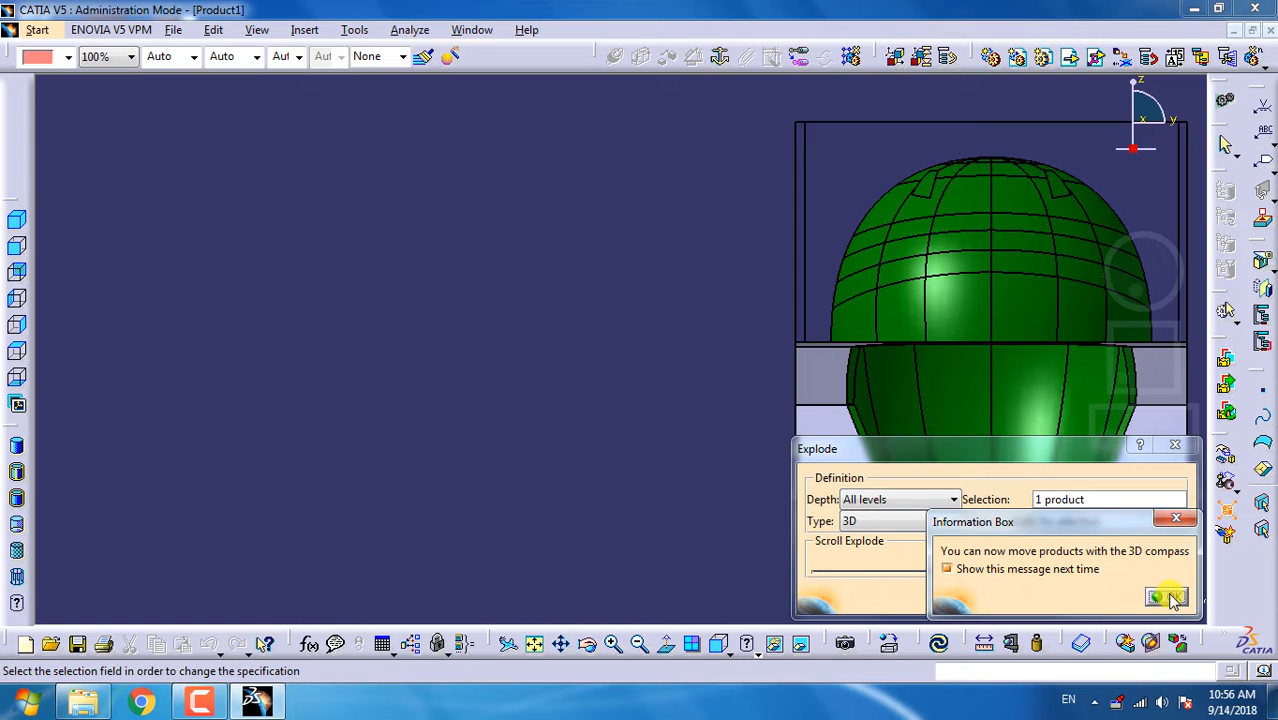 CATIA V5 : Administration Mode - [Product1]
Start ENOVIA V5 VPM File Edit View Insert Tools Analyze Window Help
100% Auto Auto Aut Aut None
z
x y
ABC
Explode
Definition
Depth: All levels Selection: 1 product
Type: 3D
Scroll Explode
Information Box
You can now move products with the 3D compass
Show this message next time
Select the selection field in order to change the specification
CATIA
EN
10:56 AM
9/14/2018